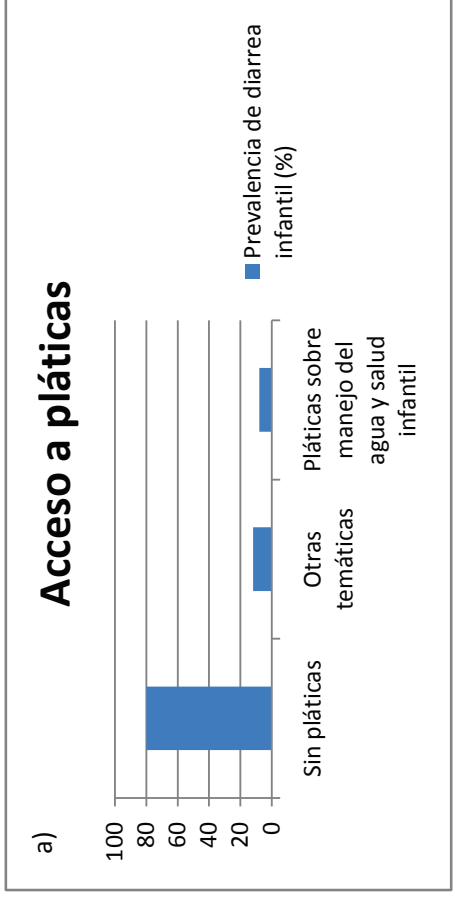 a)
Acceso a pláticas
100
80
60
40
20
0
Sin pláticas
Otras
temáticas
Pláticas sobre
manejo del
agua y salud
infantil
Prevalencia de diarrea
infantil (%)